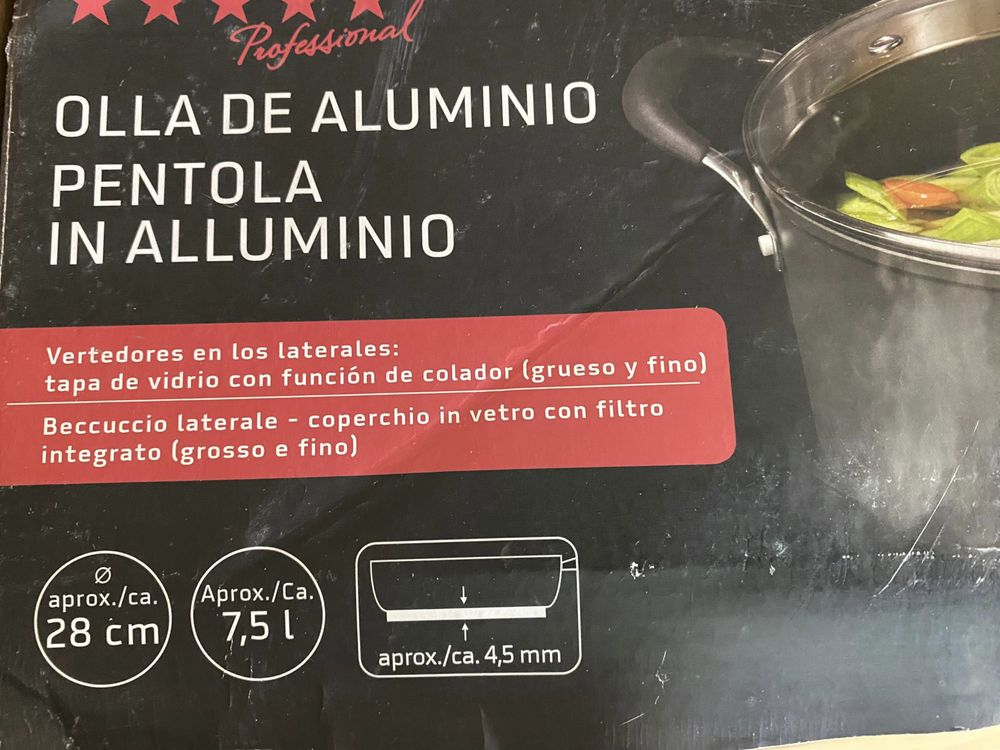 Professional
OLLA DE ALUMINIO
PENTOLA
IN ALLUMINIO
Vertedores en los laterales:
tapa de vidrio con función de colador (grueso y fino)
Beccuccio laterale - coperchio in vetro con filtro
integrato (grosso e fino)
Ø
aprox./ca.
28 cm
Aprox./Ca.
7,5 l
aprox./ca. 4,5 mm